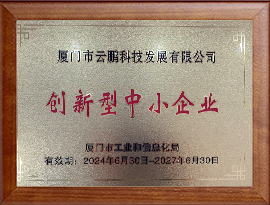 厦门市云鹏科技发展有限公司
创新型中小企业
厦门市工业和信息化局
有效期：2024年6月30日-2027年6月30日